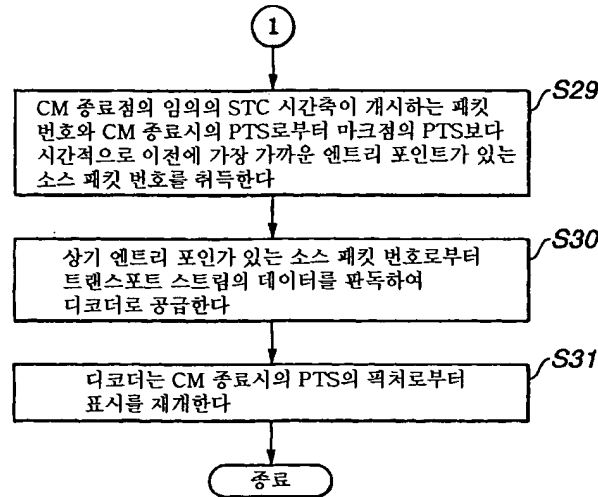 1
S29
CM 종료점의 임의의 STC 시간축이 개시하는 패킷
번호와 CM 종료시의 PTS로부터 마크점의 PTS보다
시간적으로 이전에 가장 가까운 엔트리 포인트가 있는
소스 패킷 번호를 취득한다
S30
상기 엔트리 포인가 있는 소스 패킷 번호로부터
트랜스포트 스트림의 데이터를 판독하여
디코더로 공급한다
S31
디코더는 CM 종료시의 PTS의 픽처로부터
표시를 재개한다
종료